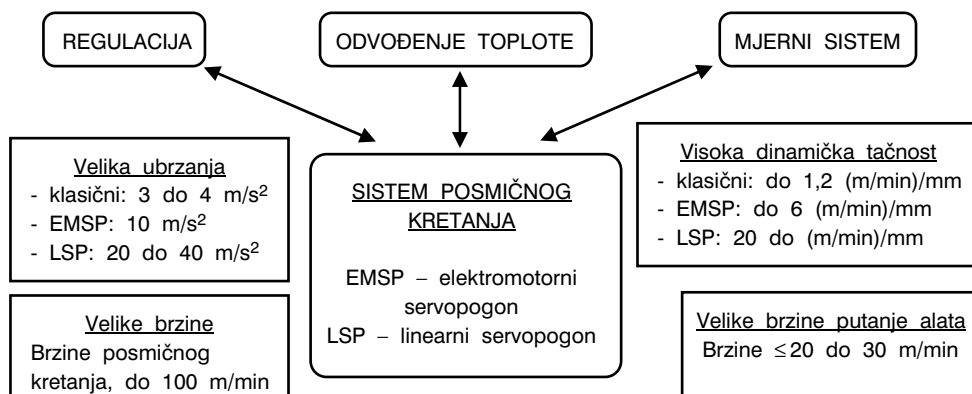 REGULACIJA
ODVOĐENJE TOPLOTE
MJERNI SISTEM
Velika ubrzanja
- klasični: 3 do 4 m/s²
- EMSP: 10 m/s²
- LSP: 20 do 40 m/s²
Velike brzine
Brzine posmičnog
kretanja, do 100 m/min
SISTEM POSMIČNOG
KRETANJA
EMSP – elektromotorni
servopogon
LSP – linearni servopogon
Visoka dinamička tačnost
- klasični: do 1,2 (m/min)/mm
- EMSP: do 6 (m/min)/mm
- LSP: 20 do (m/min)/mm
Velike brzine putanje alata
Brzine ≤20 do 30 m/min